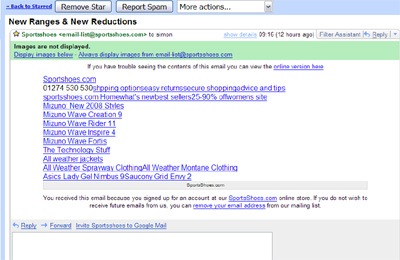 « Back to Starred Remove Star Report Spam More actions...
New Ranges & New Reductions
Sportshoes <email-list@sportsshoes.com> to simon show details 09:16 (12 hours ago) Filter Assistant Reply
Images are not displayed.
Display images below - Always display images from email-list@sportsshoes.com
If you have trouble seeing the contents of this email you can view the online version here
Sportshoes.com
01274 530 530shpping optionseasy returnssecure shoppingadvice and tips
sportsshoes.com Homewhat's newbest sellers25-90% offwomens site
Mizuno: New 2008 Styles
Mizuno Wave Creation 9
Mizuno Wave Rider 11
Mizuno Wave Inspire 4
Mizuno Wave Fortis
The Technology Stuff
All weather jackets
All Weather Sprayway ClothingAll Weather Montane Clothing
Asics Lady Gel Nimbus 9Saucony Grid Envy 2
SportsShoes.com
You received this email because you signed up for an account at our SportsShoes.com online store. If you do not wish to
receive future emails from us, you can remove your email address from our mailing list.
Reply Forward Invite Sportshoes to Google Mail